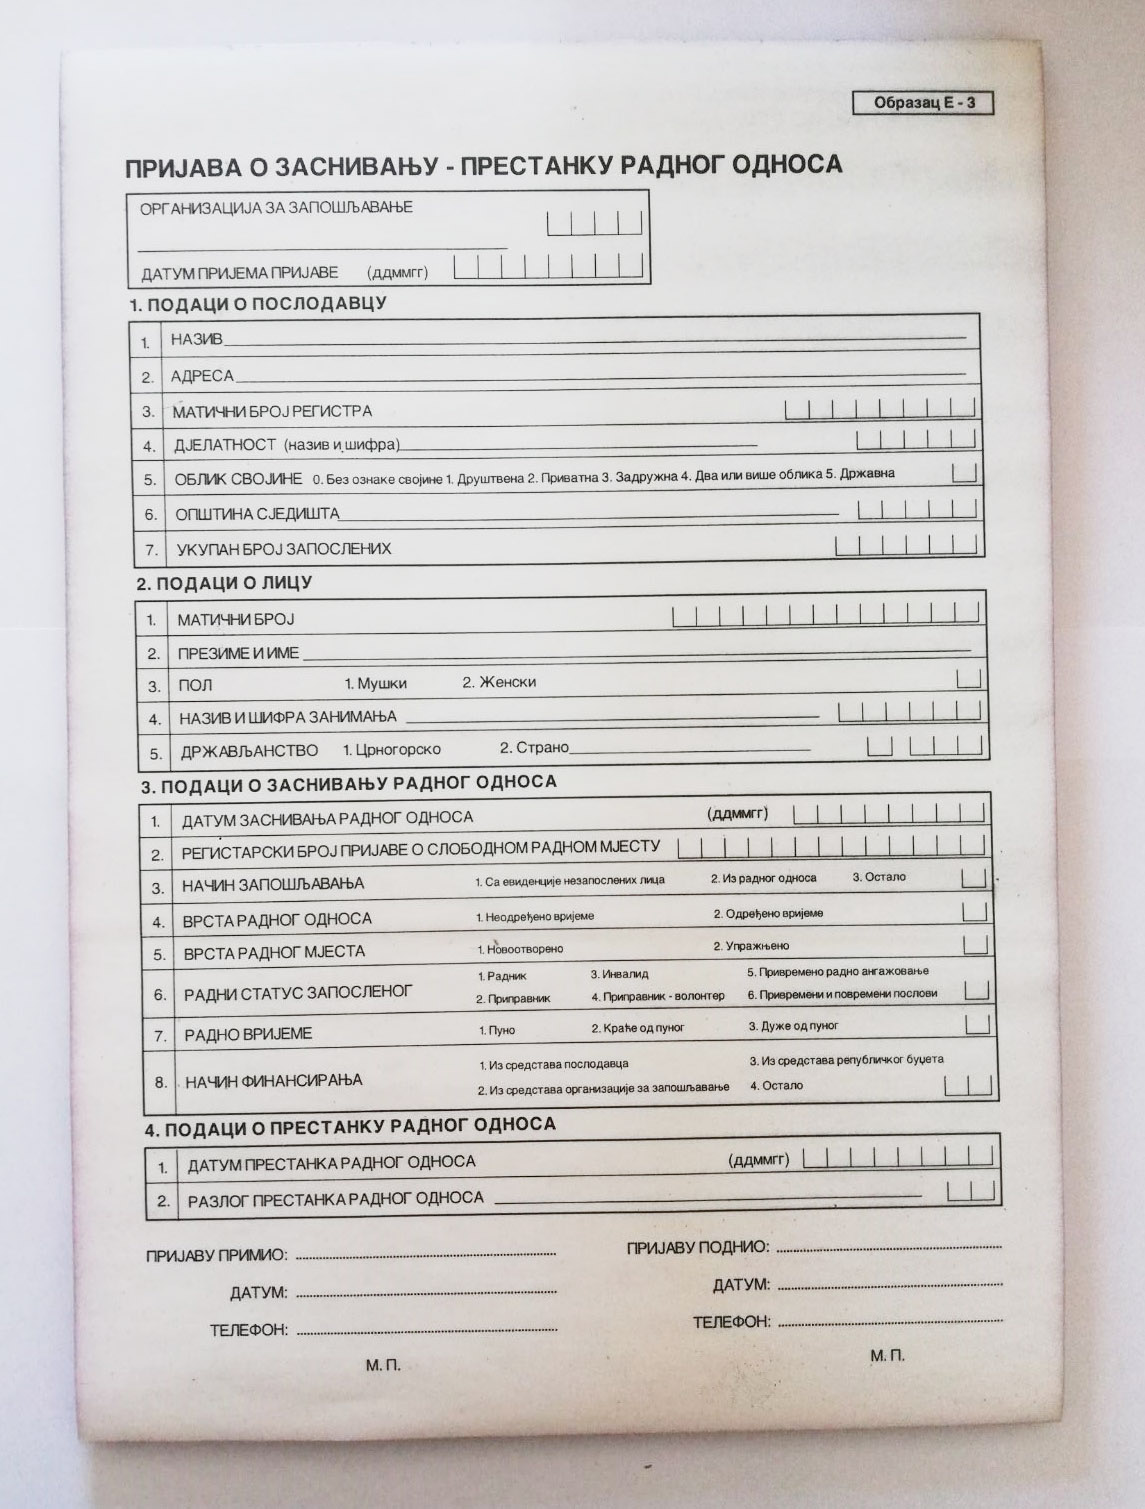 Образац Е - 3
ПРИЈАВА О ЗАСНИВАЊУ - ПРЕСТАНКУ РАДНОГ ОДНОСА
ОРГАНИЗАЦИЈА ЗА ЗАПОШЉАВАЊЕ
ДАТУМ ПРИЈЕМА ПРИЈАВЕ (ддммгг)
1. ПОДАЦИ О ПОСЛОДАВЦУ
1. НАЗИВ
2. АДРЕСА
3. МАТИЧНИ БРОЈ РЕГИСТРА
4. ДЈЕЛАТНОСТ (назив и шифра)
5. ОБЛИК СВОЈИНЕ 0. Без ознаке својине 1. Друштвена 2. Приватна 3. Задружна 4. Два или више облика 5. Државна
6. ОПШТИНА СЈЕДИШТА
7. УКУПАН БРОЈ ЗАПОСЛЕНИХ
2. ПОДАЦИ О ЛИЦУ
1. МАТИЧНИ БРОЈ
2. ПРЕЗИМЕ И ИМЕ
3. ПОЛ 1. Мушки 2. Женски
4. НАЗИВ И ШИФРА ЗАНИМАЊА
5. ДРЖАВЉАНСТВО 1. Црногорско 2. Страно
3. ПОДАЦИ О ЗАСНИВАЊУ РАДНОГ ОДНОСА
1. ДАТУМ ЗАСНИВАЊА РАДНОГ ОДНОСА (ддммгг)
2. РЕГИСТАРСКИ БРОЈ ПРИЈАВЕ О СЛОБОДНОМ РАДНОМ МЈЕСТУ
3. НАЧИН ЗАПОШЉАВАЊА 1. Са евиденције незапослених лица 2. Из радног односа 3. Остало
4. ВРСТА РАДНОГ ОДНОСА 1. Неодређено вријеме 2. Одређено вријеме
5. ВРСТА РАДНОГ МЈЕСТА 1. Новоотворено 2. Упражњено
6. РАДНИ СТАТУС ЗАПОСЛЕНОГ 1. Радник 3. Инвалид 5. Привремено радно ангажовање
2. Приправник 4. Приправник - волонтер 6. Привремени и повремени послови
7. РАДНО ВРИЈЕМЕ 1. Пуно 2. Краће од пуног 3. Дуже од пуног
8. НАЧИН ФИНАНСИРАЊА 1. Из средстава послодавца 3. Из средстава републичког буџета
2. Из средстава организације за запошљавање 4. Остало
4. ПОДАЦИ О ПРЕСТАНКУ РАДНОГ ОДНОСА
1. ДАТУМ ПРЕСТАНКА РАДНОГ ОДНОСА (ддммгг)
2. РАЗЛОГ ПРЕСТАНКА РАДНОГ ОДНОСА
ПРИЈАВУ ПРИМИО: ПРИЈАВУ ПОДНИО:
ДАТУМ: ДАТУМ:
ТЕЛЕФОН: ТЕЛЕФОН:
М. П. М. П.